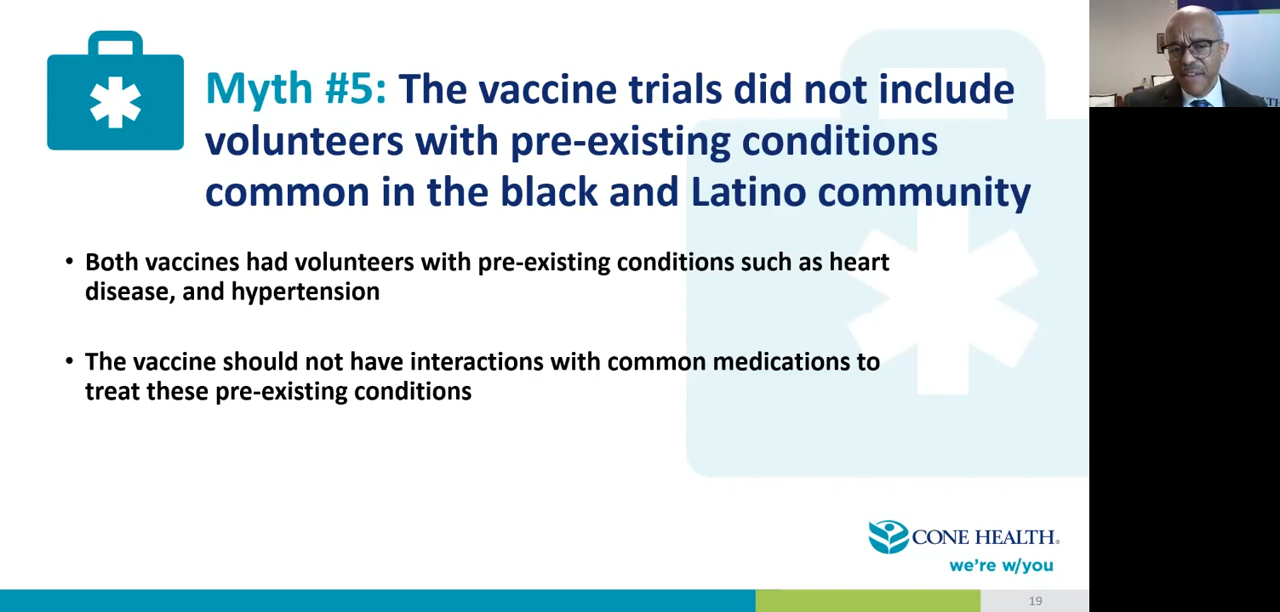 Myth #5: The vaccine trials did not include
volunteers with pre-existing conditions
common in the black and Latino community
• Both vaccines had volunteers with pre-existing conditions such as heart
disease, and hypertension
• The vaccine should not have interactions with common medications to
treat these pre-existing conditions
CONE HEALTH®
we're w/you
19
EALTH